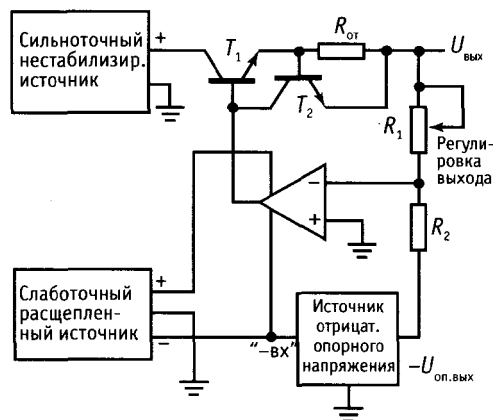 Сильноточный
нестабилизир.
источник
+
T₁
T₂
Rот
Uвых
R₁
Регули-
ровка
выхода
−
+
R₂
Слаботочный
расщеплен-
ный источник
+
−
"−вх"
Источник
отрицат.
опорного
напряжения
−Uоп.вых